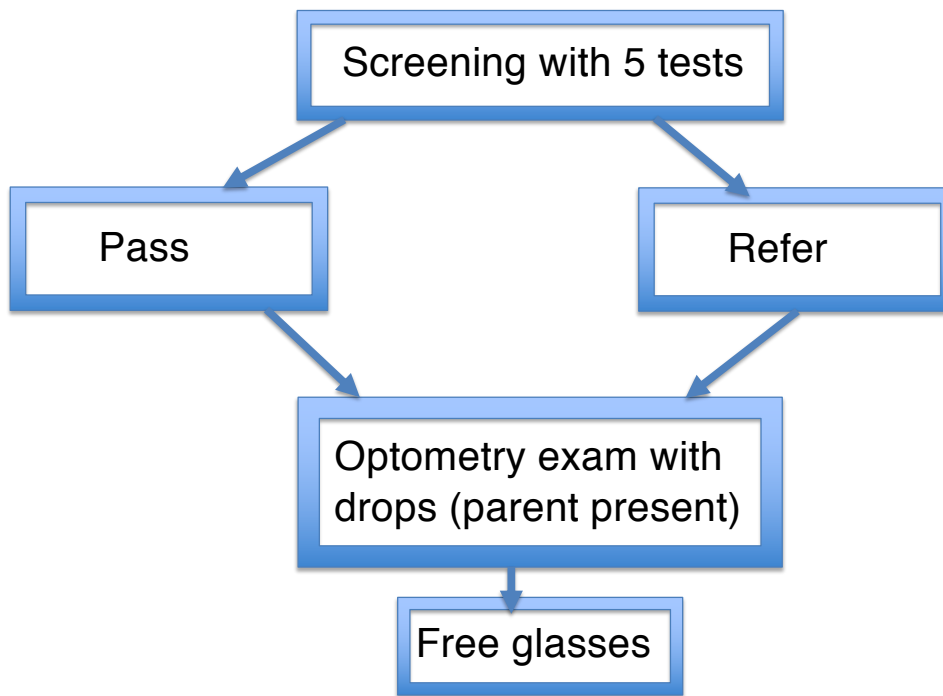 Screening with 5 tests
Pass
Refer
Optometry exam with
drops (parent present)
Free glasses